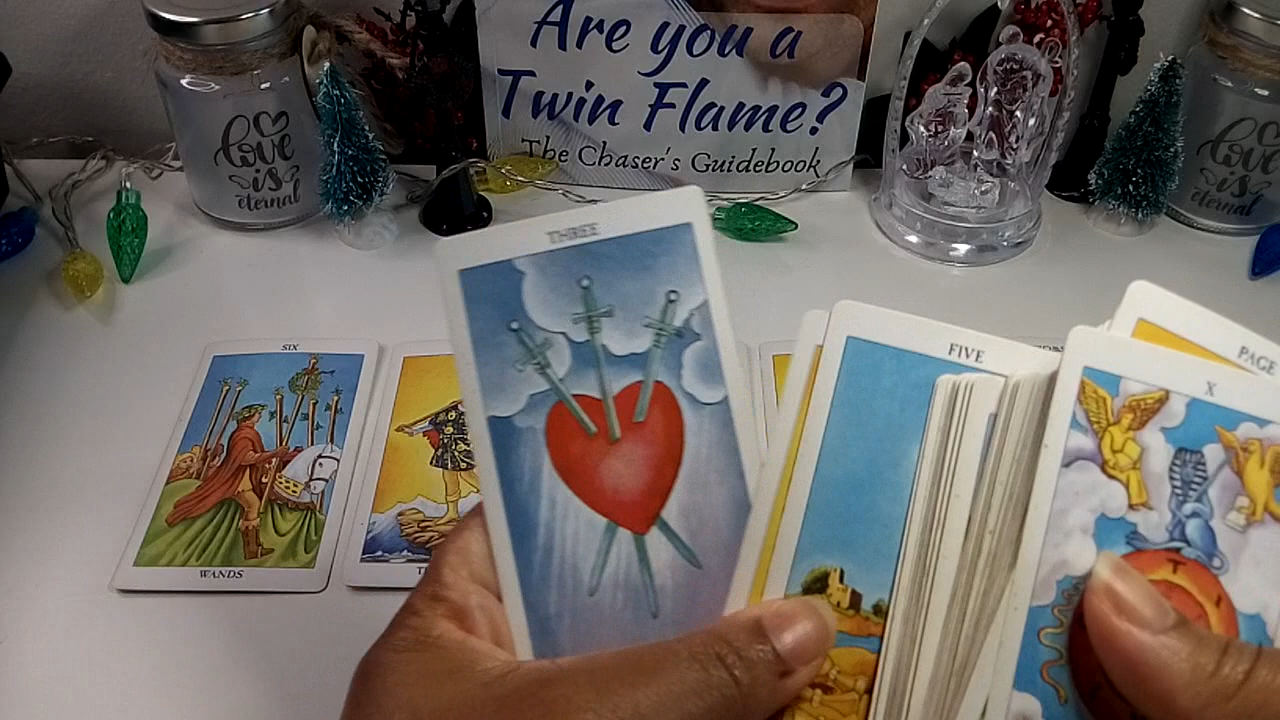 Are you a
Twin Flame?
The Chaser's Guidebook
love
is
eternal
love
is
eternal
THREE
SIX
WANDS
FIVE
X
PAGE
T